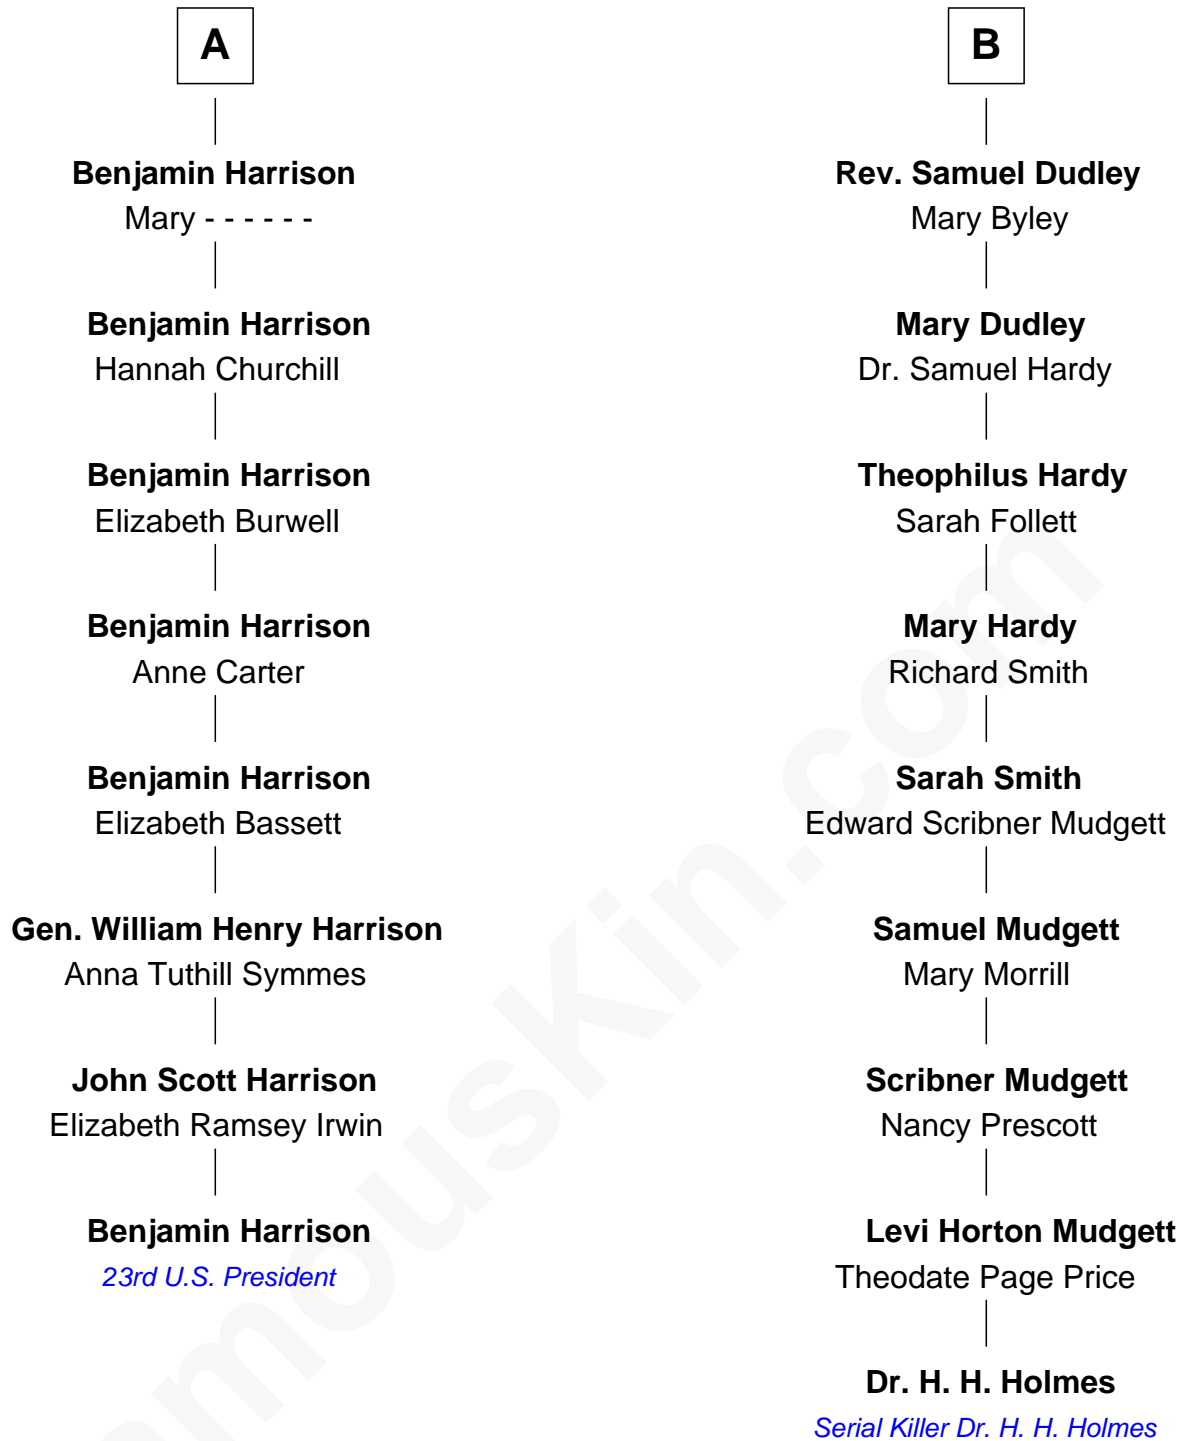 A
Benjamin Harrison
Mary - - - - - -
Benjamin Harrison
Hannah Churchill
Benjamin Harrison
Elizabeth Burwell
Benjamin Harrison
Anne Carter
Benjamin Harrison
Elizabeth Bassett
Gen. William Henry Harrison
Anna Tuthill Symmes
John Scott Harrison
Elizabeth Ramsey Irwin
Benjamin Harrison
23rd U.S. President
B
Rev. Samuel Dudley
Mary Byley
Mary Dudley
Dr. Samuel Hardy
Theophilus Hardy
Sarah Follett
Mary Hardy
Richard Smith
Sarah Smith
Edward Scribner Mudgett
Samuel Mudgett
Mary Morrill
Scribner Mudgett
Nancy Prescott
Levi Horton Mudgett
Theodate Page Price
Dr. H. H. Holmes
Serial Killer Dr. H. H. Holmes
amousKin.com